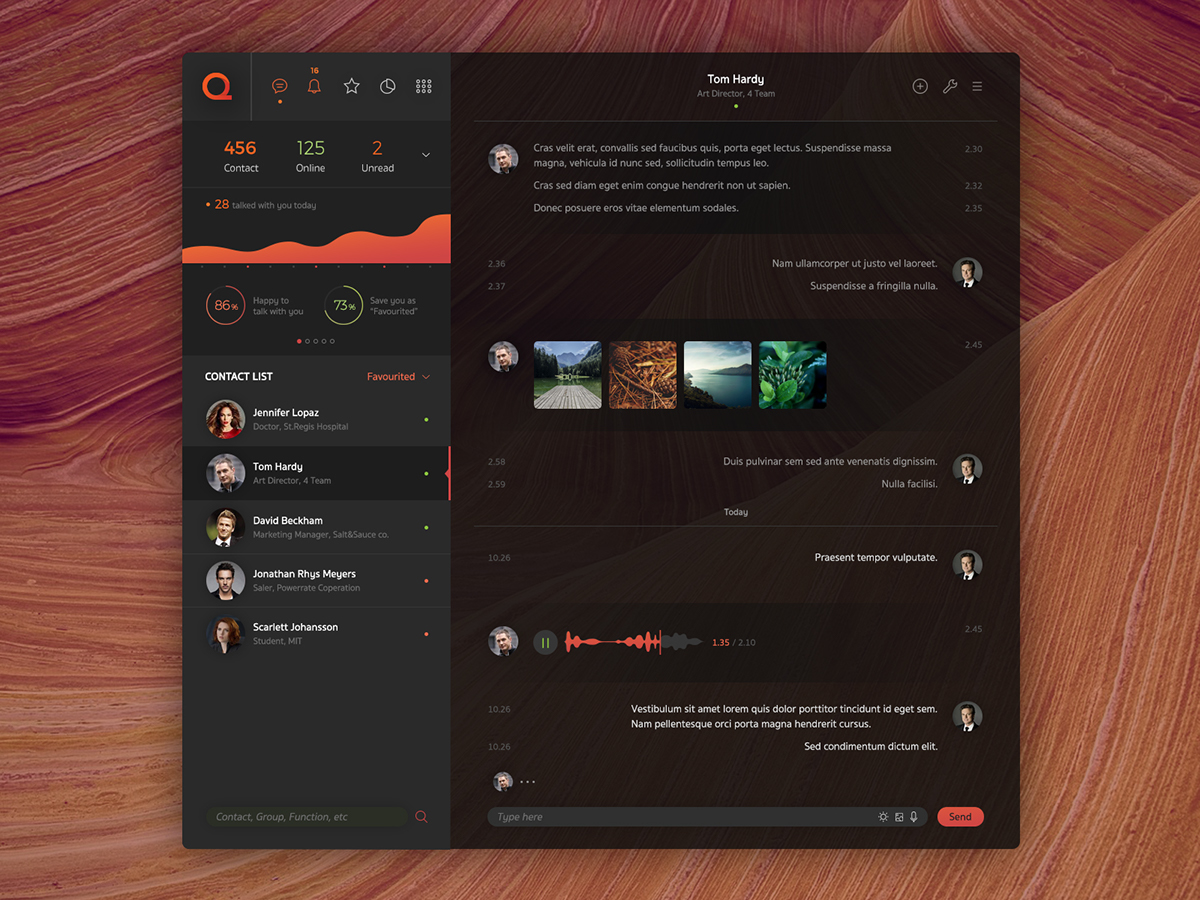 16
456
125
2
Contact
Online
Unread
28 talked with you today
86%
Happy to
talk with you
73%
Save you as
"Favourited"
CONTACT LIST
Favourited
Jennifer Lopaz
Doctor, St.Regis Hospital
Tom Hardy
Art Director, 4 Team
David Beckham
Marketing Manager, Salt&Sauce co.
Jonathan Rhys Meyers
Saler, Powerrate Coperation
Scarlett Johansson
Student, MIT
Contact, Group, Function, etc
Tom Hardy
Art Director, 4 Team
Cras velit erat, convallis sed faucibus quis, porta eget lectus. Suspendisse massa
2.30
magna, vehicula id nunc sed, sollicitudin tempus leo.
Cras sed diam eget enim congue hendrerit non ut sapien.
2.32
Donec posuere eros vitae elementum sodales.
2.35
2.36
Nam ullamcorper ut justo vel laoreet.
2.37
Suspendisse a fringilla nulla.
2.45
2.58
Duis pulvinar sem sed ante venenatis dignissim.
2.59
Nulla facilisi.
Today
10.26
Praesent tempor vulputate.
2.45
1.35 / 2.10
10.26
Vestibulum sit amet lorem quis dolor porttitor tincidunt id eget sem.
Nam pellentesque orci porta magna hendrerit cursus.
10.26
Sed condimentum dictum elit.
Type here
Send